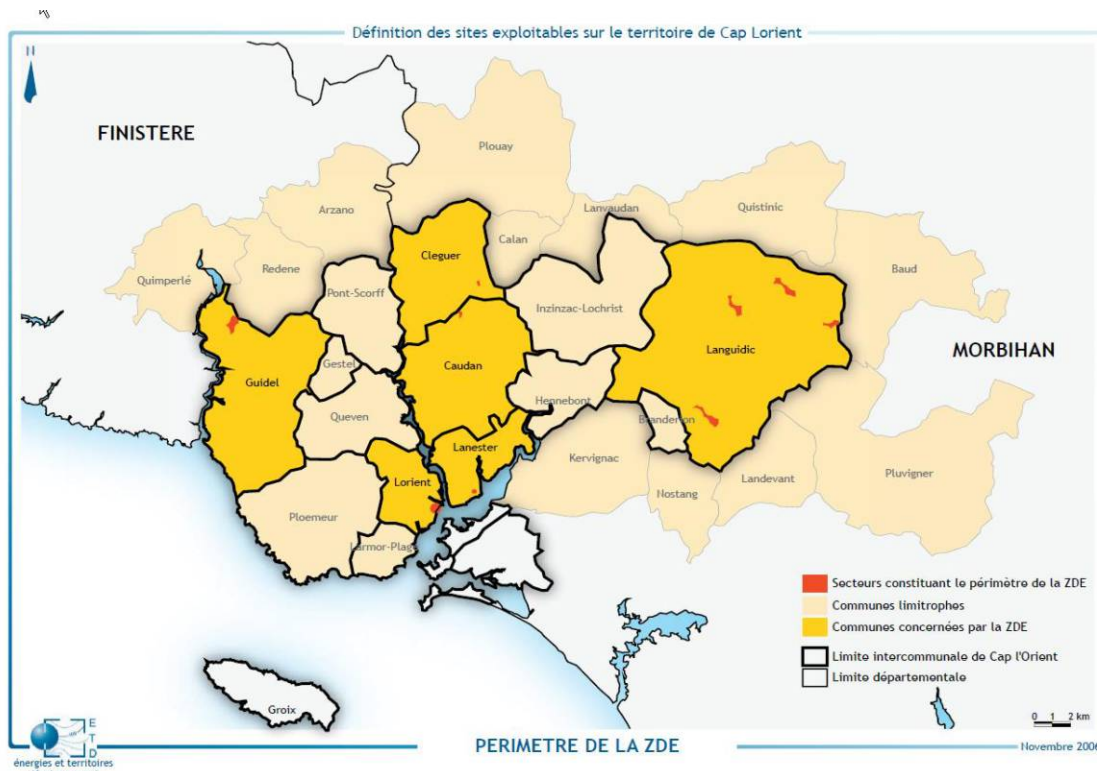 Définition des sites exploitables sur le territoire de Cap Lorient
N
FINISTERE
Plouay
Arzano
Lanvaudan
Quistinic
Calan
Cleguer
Baud
Redene
Quimperlé
Pont-Scorff
Inzinzac-Lochrist
MORBIHAN
Languidic
Gestel
Caudan
Guidel
Hennebont
Queven
Branderion
Lanester
Kervignac
Lorient
Landevant
Pluvigner
Nostang
Ploemeur
Larmor-Plage
Secteurs constituant le périmètre de la ZDE
Communes limitrophes
Communes concernées par la ZDE
Limite intercommunale de Cap l'Orient
Limite départementale
Groix
0 1 2 km
E
T
D
énergies et territoires
PERIMETRE DE LA ZDE
Novembre 2006